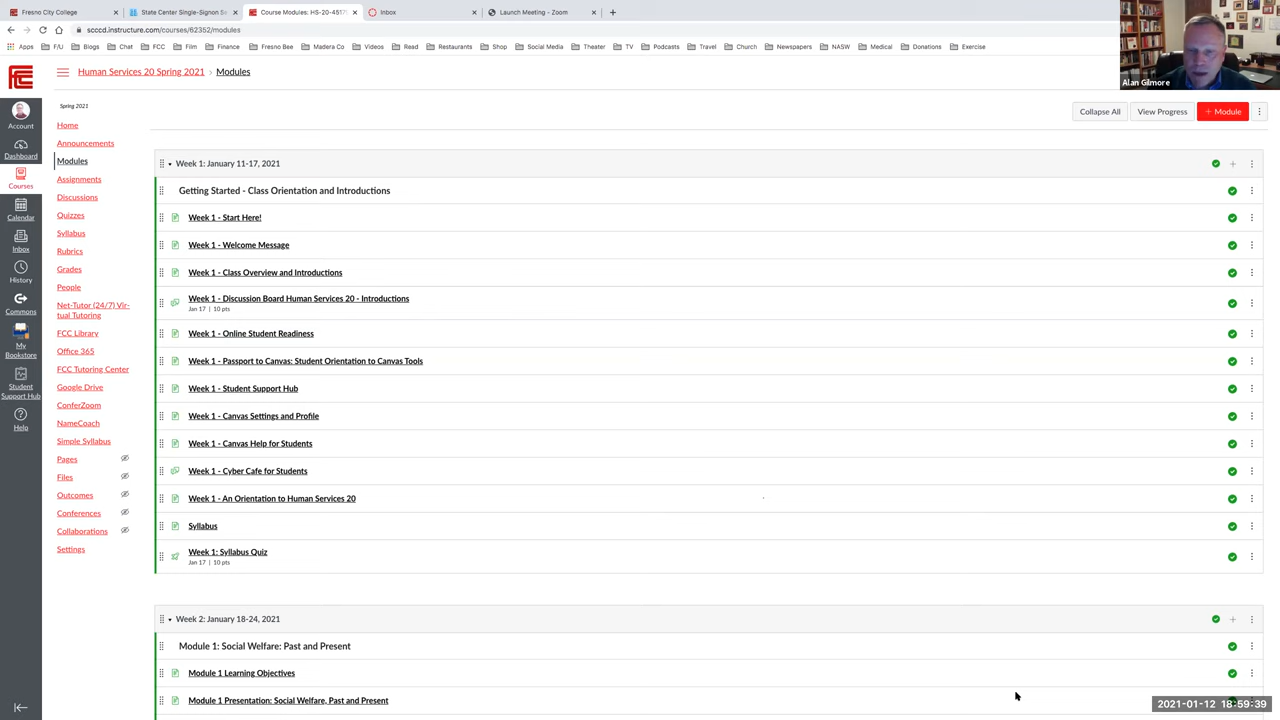 Fresno City College
State Center Single-Signon S
Course Modules: HS-20-4517
Inbox
Launch Meeting - Zoom
scccd.instructure.com/courses/62352/modules
Apps
F/U
Blogs
Chat
FCC
Film
Finance
Fresno Bee
Madera Co
Videos
Read
Restaurants
Shop
Social Media
Theater
TV
Podcasts
Travel
Church
Newspapers
NASW
Medical
Donations
Exercise
Alan Gilmore
FCC
Human Services 20 Spring 2021 › Modules
Account
Dashboard
Courses
Calendar
Inbox
History
Commons
My
Bookstore
Student
Support Hub
Help
Spring 2021
Home
Announcements
Modules
Assignments
Discussions
Quizzes
Syllabus
Rubrics
Grades
People
Net-Tutor (24/7) Vir-
tual Tutoring
FCC Library
Office 365
FCC Tutoring Center
Google Drive
ConferZoom
NameCoach
Simple Syllabus
Pages
Files
Outcomes
Conferences
Collaborations
Settings
Collapse All
View Progress
+ Module
Week 1: January 11-17, 2021
Getting Started - Class Orientation and Introductions
Week 1 - Start Here!
Week 1 - Welcome Message
Week 1 - Class Overview and Introductions
Week 1 - Discussion Board Human Services 20 - Introductions
Jan 17 | 10 pts
Week 1 - Online Student Readiness
Week 1 - Passport to Canvas: Student Orientation to Canvas Tools
Week 1 - Student Support Hub
Week 1 - Canvas Settings and Profile
Week 1 - Canvas Help for Students
Week 1 - Cyber Cafe for Students
Week 1 - An Orientation to Human Services 20
Syllabus
Week 1: Syllabus Quiz
Jan 17 | 10 pts
Week 2: January 18-24, 2021
Module 1: Social Welfare: Past and Present
Module 1 Learning Objectives
Module 1 Presentation: Social Welfare, Past and Present
2021-01-12 18:59:39